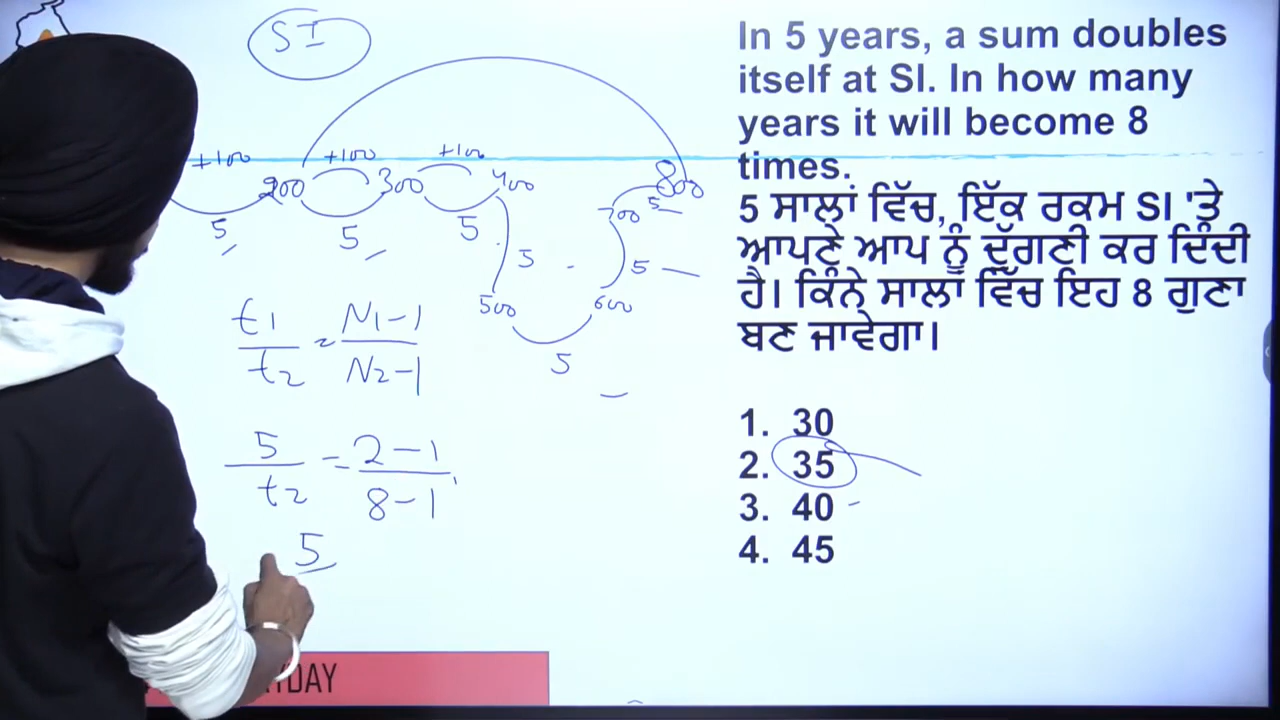 SI
In 5 years, a sum doubles
itself at SI. In how many
years it will become 8
times.
5 ਸਾਲਾਂ ਵਿੱਚ, ਇੱਕ ਰਕਮ SI 'ਤੇ
ਆਪਣੇ ਆਪ ਨੂੰ ਦੁੱਗਣੀ ਕਰ ਦਿੰਦੀ
ਹੈ। ਕਿੰਨੇ ਸਾਲਾਂ ਵਿੱਚ ਇਹ 8 ਗੁਣਾ
ਬਣ ਜਾਵੇਗਾ।
1. 30
2. 35
3. 40
4. 45
+100 +100 +100
200 300 400 800
5 5 5 5
700
5 5
500 600
5
t1/t2 = N1-1/N2-1
5/t2 = 2-1/8-1
5
DAY